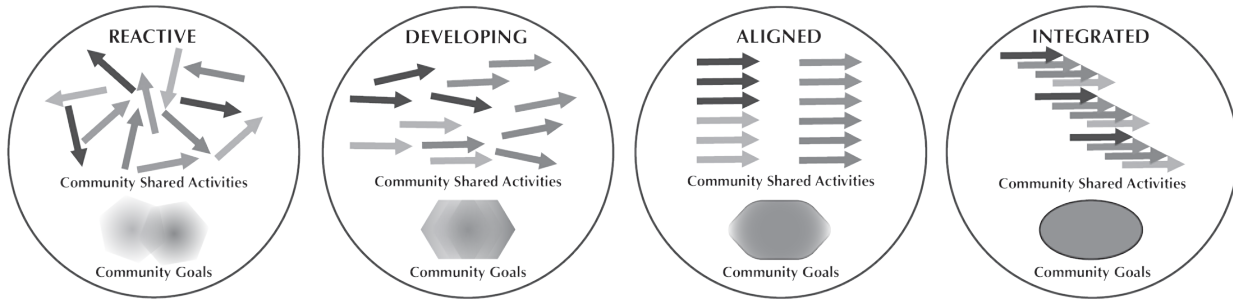 REACTIVE
Community Shared Activities
Community Goals
DEVELOPING
Community Shared Activities
Community Goals
ALIGNED
Community Shared Activities
Community Goals
INTEGRATED
Community Shared Activities
Community Goals